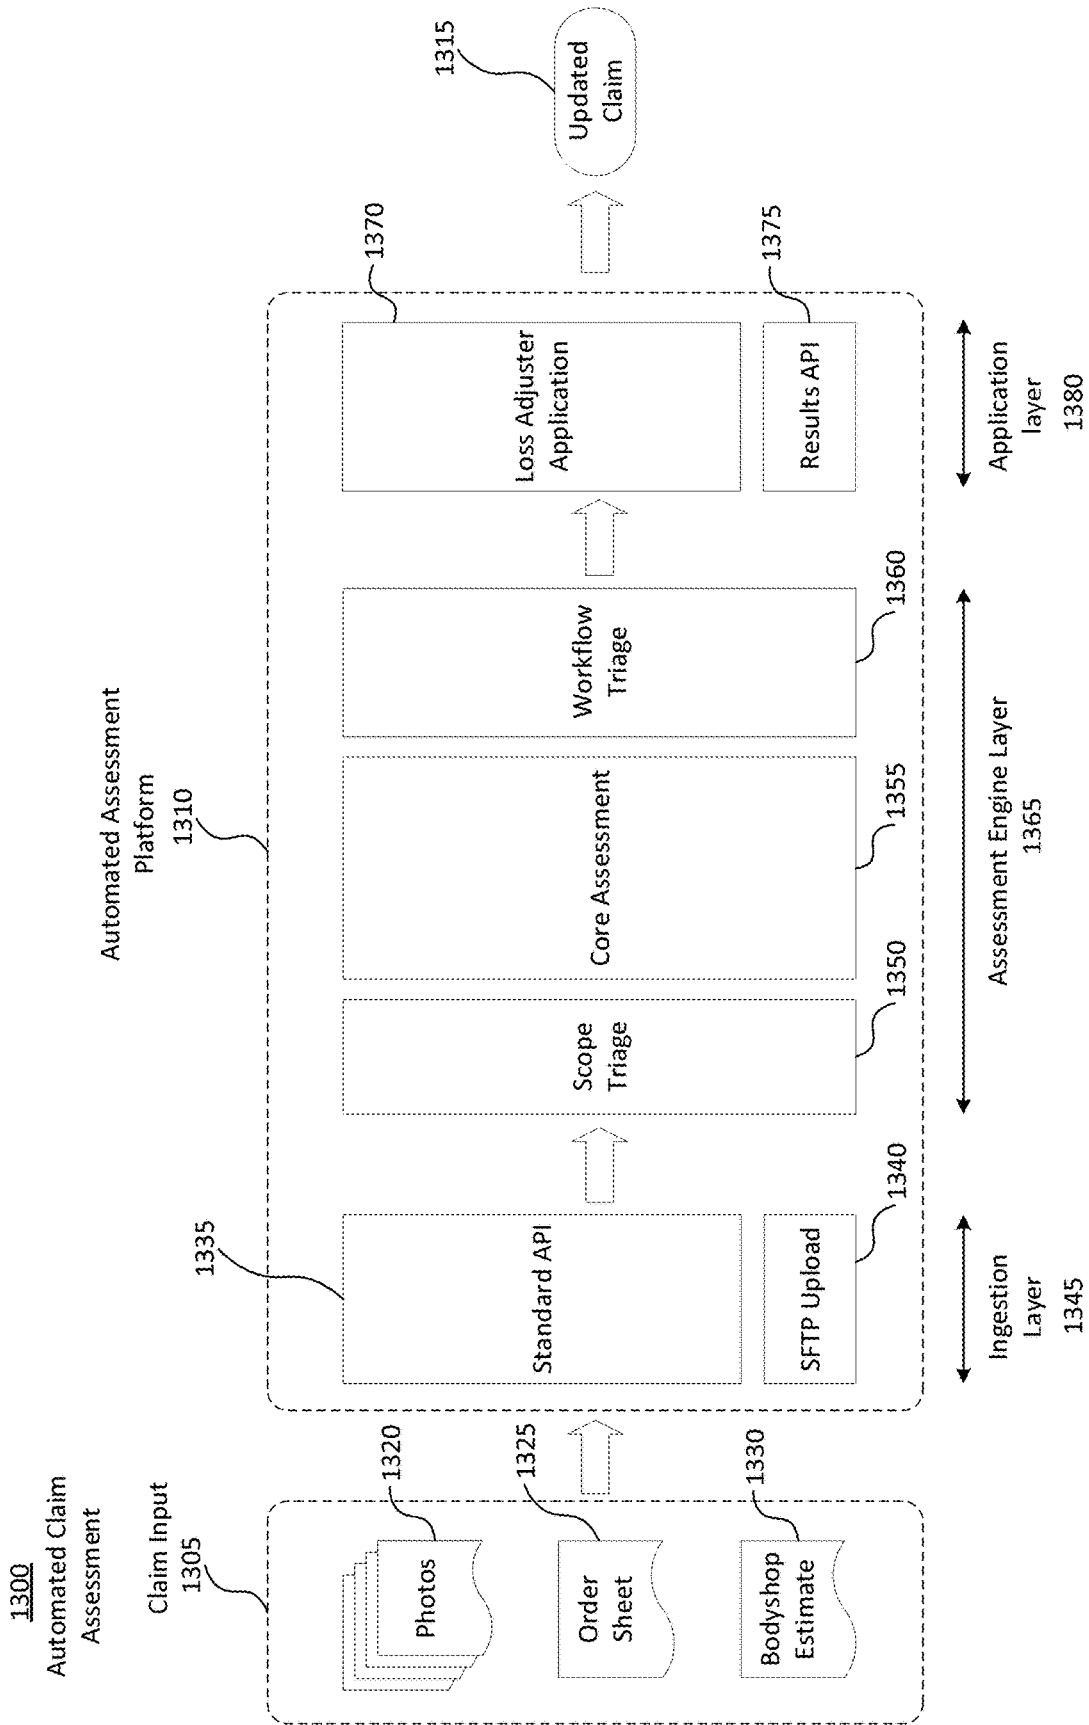 1300
Automated Claim
Assessment
Claim Input
1305
Photos
1320
Order
Sheet
1325
Bodyshop
Estimate
1330
Automated Assessment
Platform
1310
Standard API
1335
SFTP Upload
1340
Ingestion
Layer
1345
Scope
Triage
1350
Core Assessment
1355
Workflow
Triage
1360
Assessment Engine Layer
1365
Loss Adjuster
Application
1370
Results API
1375
Application
layer
1380
Updated
Claim
1315